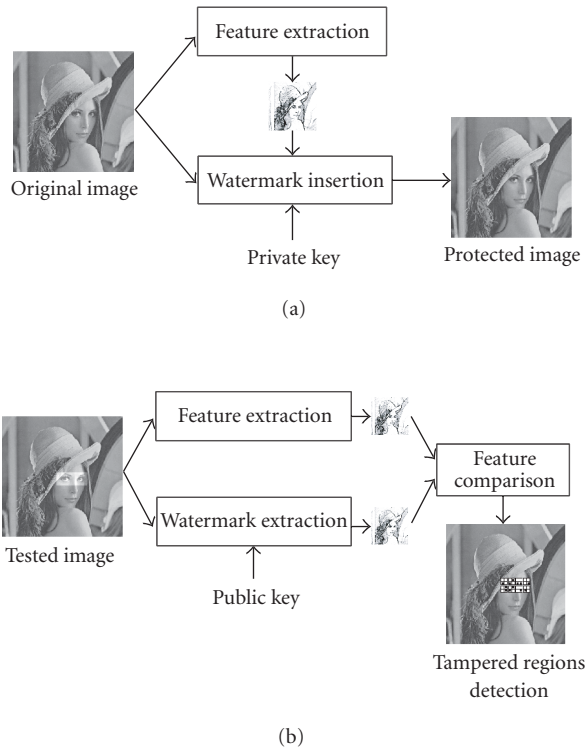 Feature extraction
Original image
Watermark insertion
Private key
Protected image
(a)
Feature extraction
Tested image
Watermark extraction
Public key
Feature
comparison
Tampered regions
detection
(b)